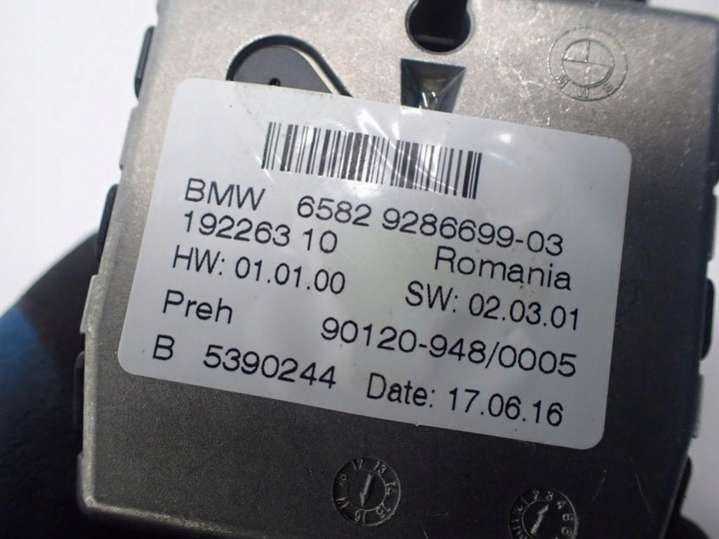 BMW 6582 9286699-03
192263 10 Romania
HW: 01.01.00 SW: 02.03.01
Preh 90120-948/0005
B 5390244 Date: 17.06.16